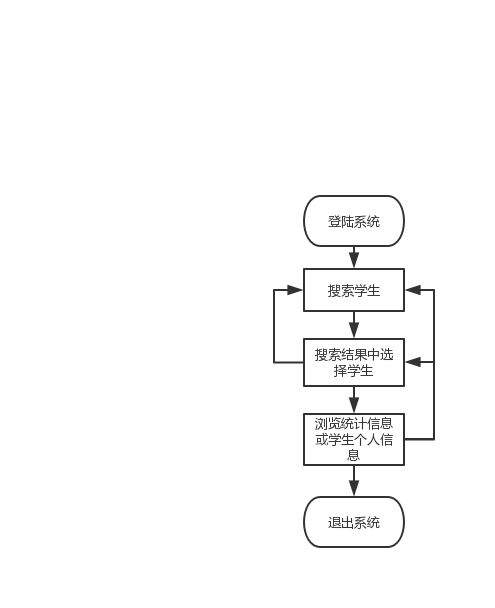 登陆系统
搜索学生
搜索结果中选
择学生
浏览统计信息
或学生个人信
息
退出系统